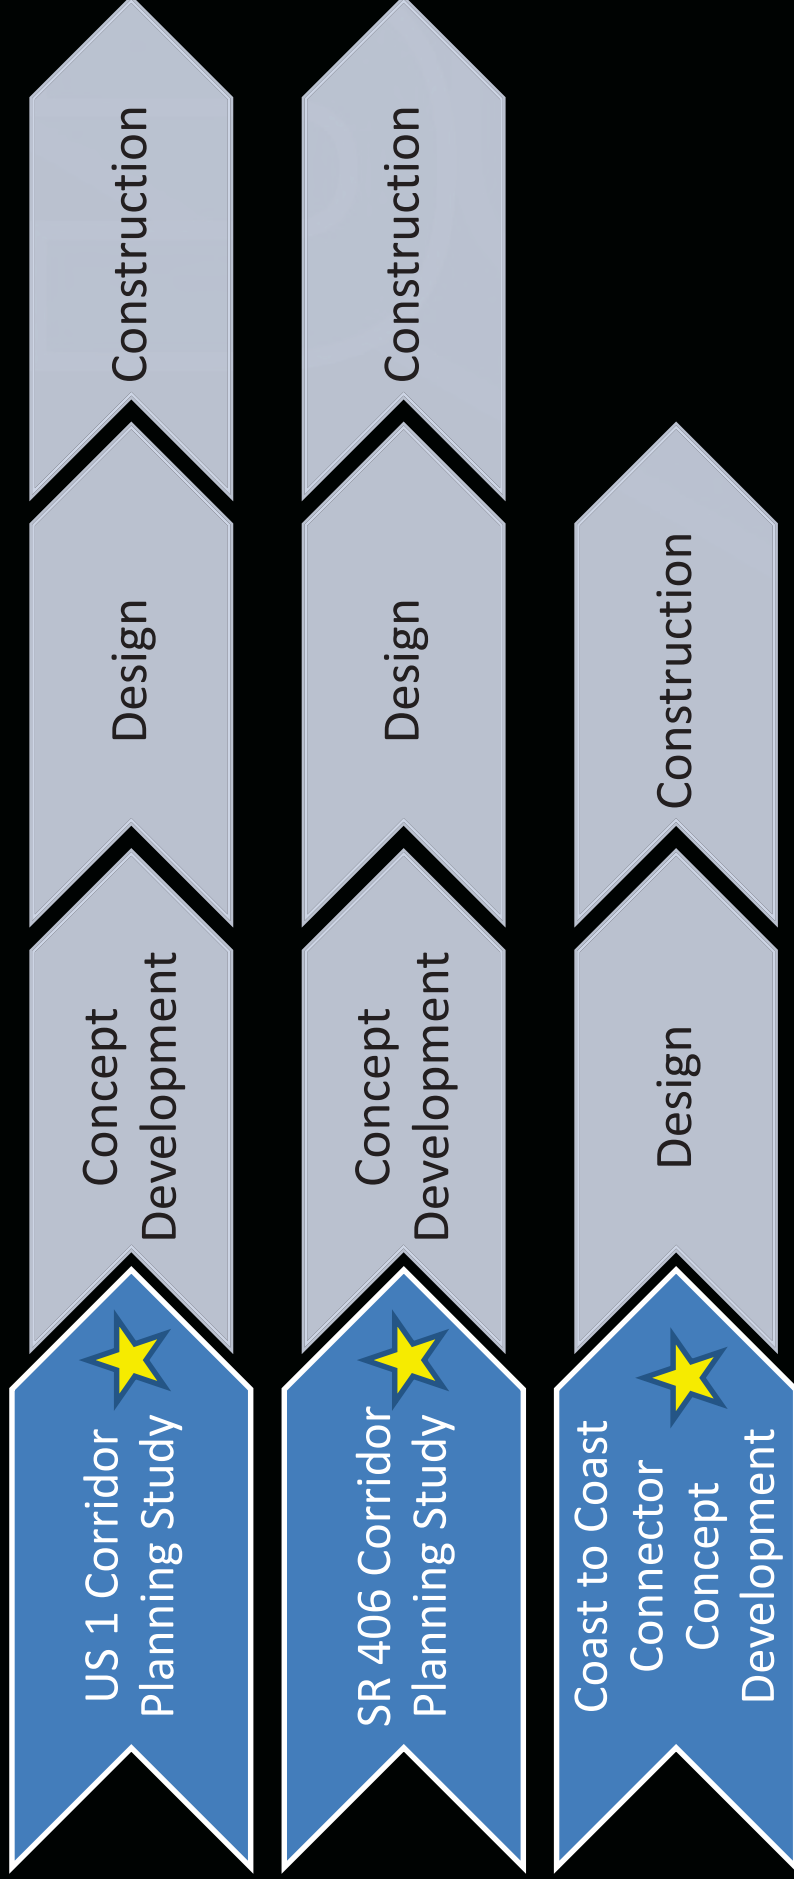 US 1 Corridor
Planning Study
Concept
Development
Design
Construction
SR 406 Corridor
Planning Study
Concept
Development
Design
Construction
Coast to Coast
Connector
Concept
Development
Design
Construction